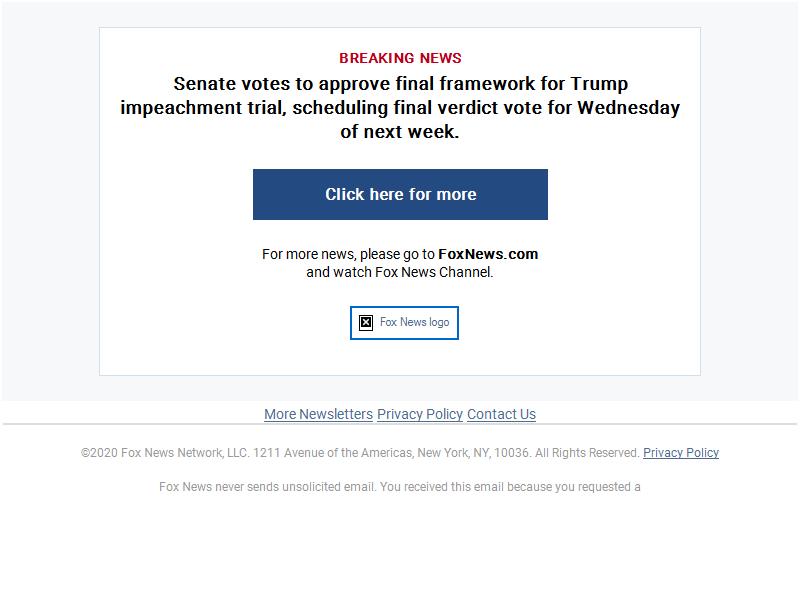 BREAKING NEWS
Senate votes to approve final framework for Trump
impeachment trial, scheduling final verdict vote for Wednesday
of next week.
Click here for more
For more news, please go to FoxNews.com
and watch Fox News Channel.
Fox News logo
More Newsletters Privacy Policy Contact Us
©2020 Fox News Network, LLC. 1211 Avenue of the Americas, New York, NY, 10036. All Rights Reserved. Privacy Policy
Fox News never sends unsolicited email. You received this email because you requested a